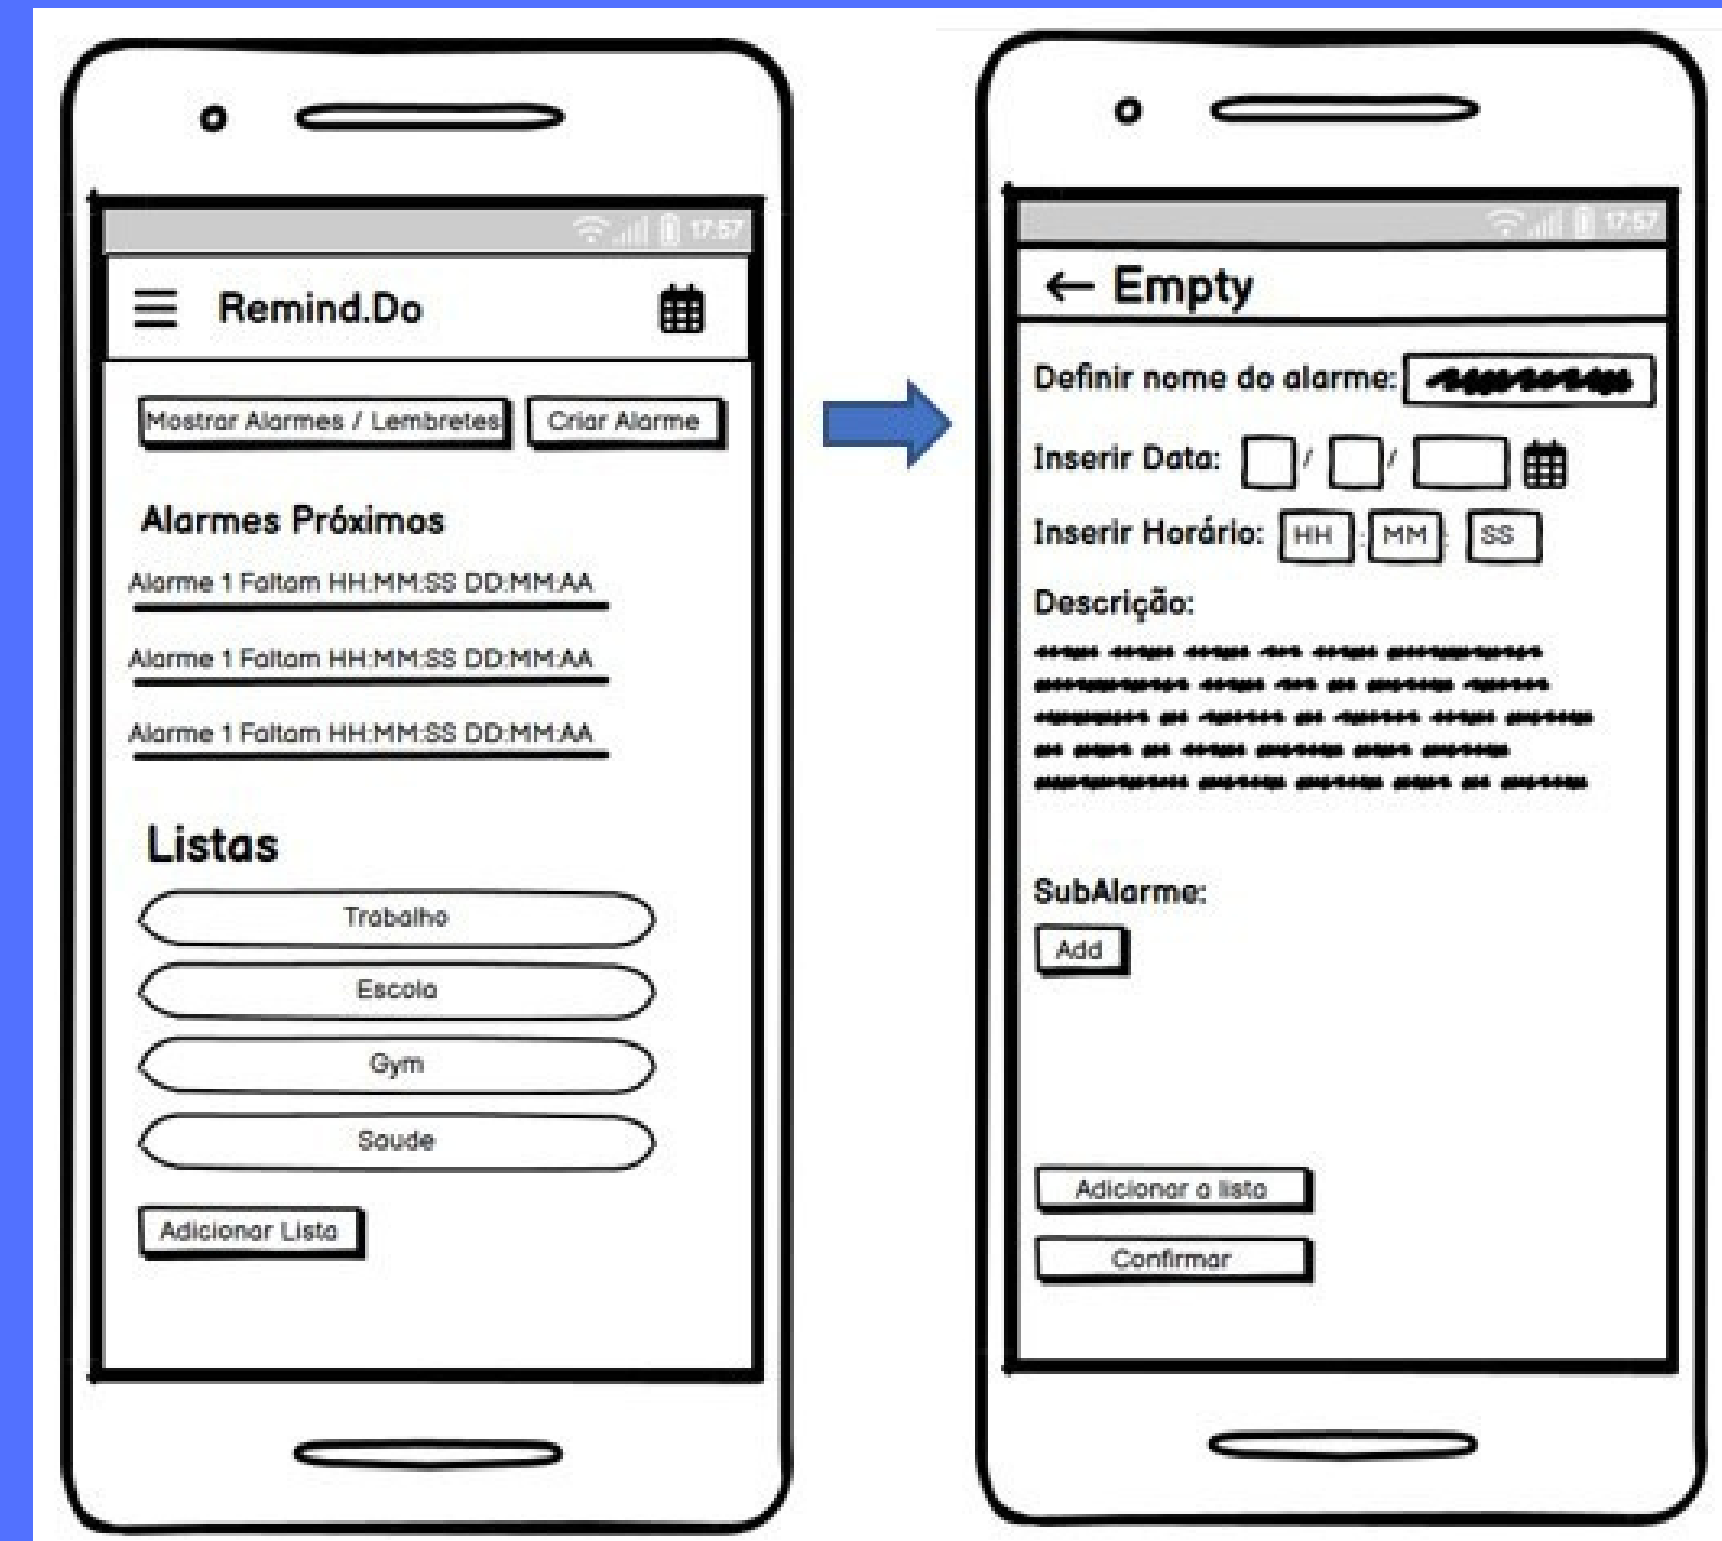 17:57
Remind.Do
Mostrar Alarmes / Lembretes
Criar Alarme
Alarmes Próximos
Alarme 1 Faltam HH:MM:SS DD:MM:AA
Alarme 1 Faltam HH:MM:SS DD:MM:AA
Alarme 1 Faltam HH:MM:SS DD:MM:AA
Listas
Trabalho
Escola
Gym
Saude
Adicionar Lista
17:57
← Empty
Definir nome do alarme:
Inserir Data: / /
Inserir Horário: HH : MM : SS
Descrição:
SubAlarme:
Add
Adicionar a lista
Confirmar